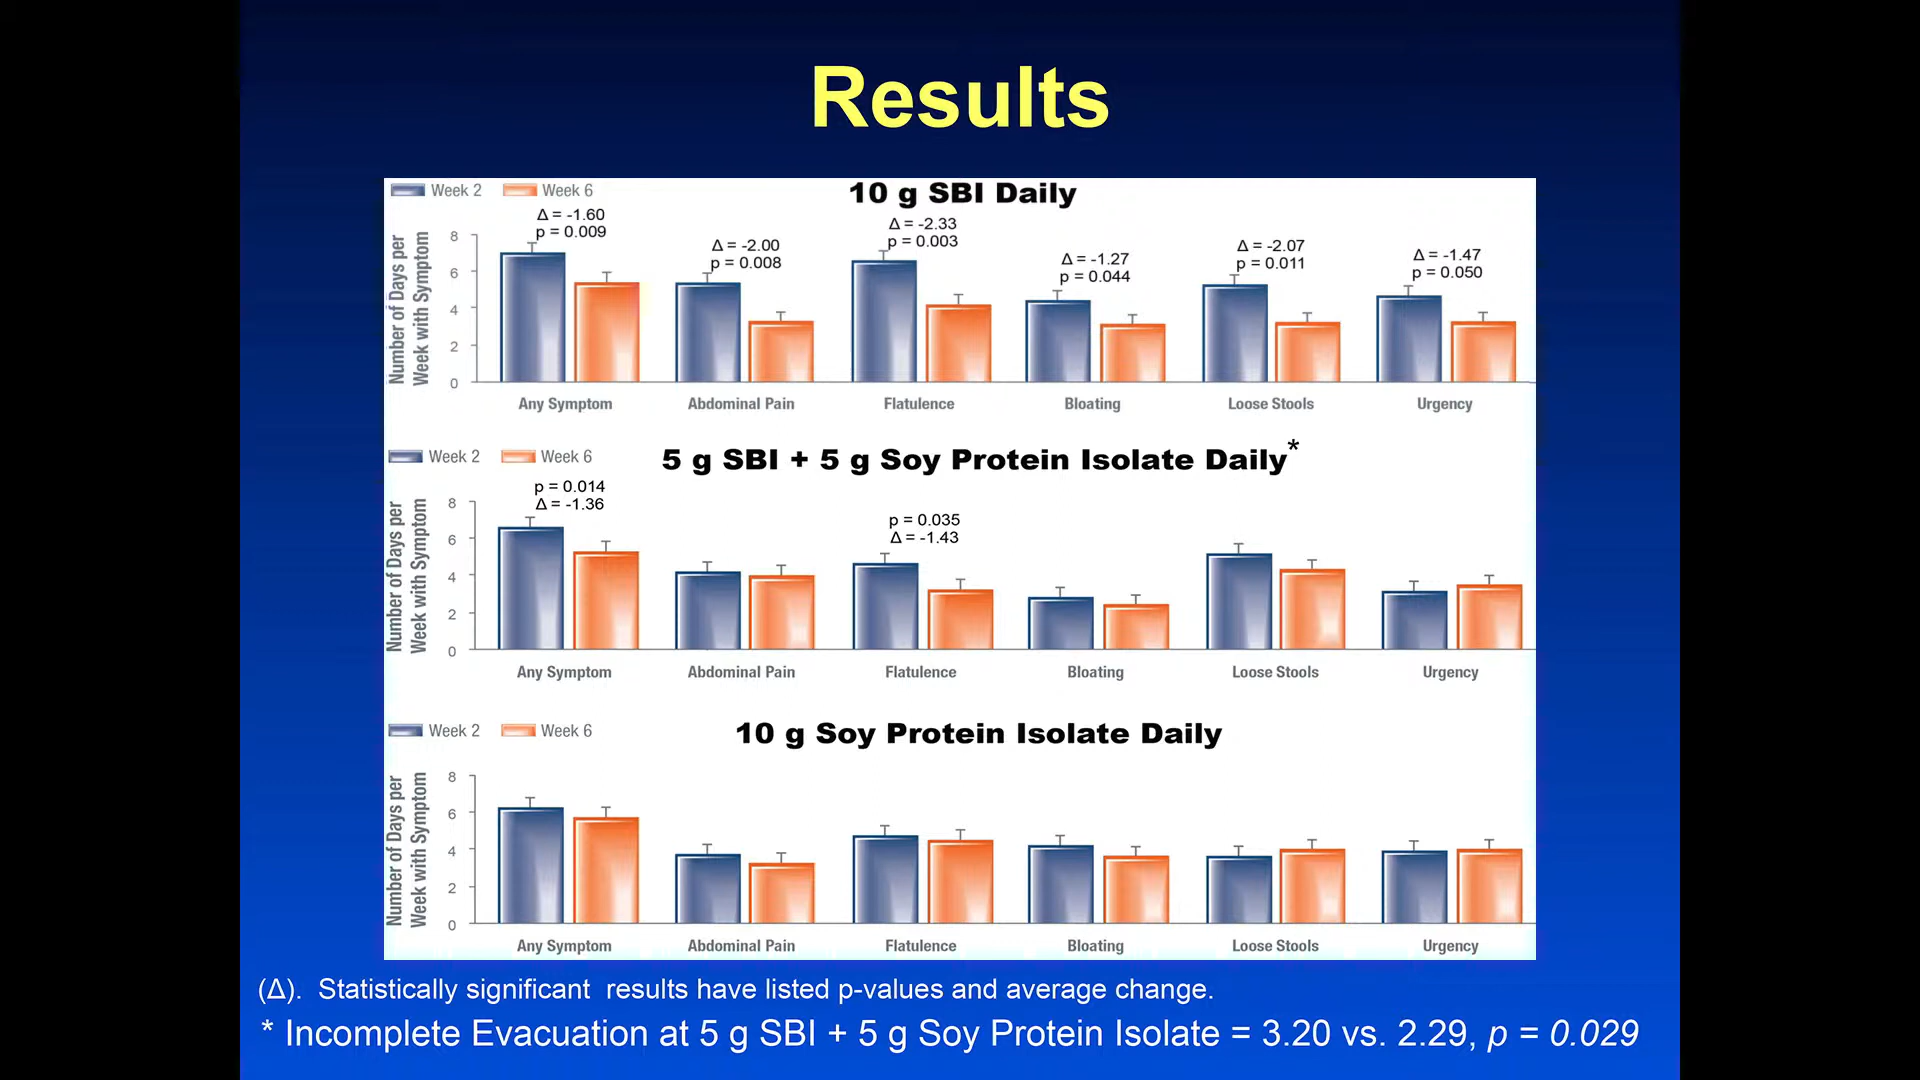 Results
Week 2 Week 6 10 g SBI Daily
Δ = -1.60
p = 0.009
Δ = -2.00
p = 0.008
Δ = -2.33
p = 0.003
Δ = -1.27
p = 0.044
Δ = -2.07
p = 0.011
Δ = -1.47
p = 0.050
Number of Days per
Week with Symptom
8
6
4
2
0
Any Symptom Abdominal Pain Flatulence Bloating Loose Stools Urgency
Week 2 Week 6 5 g SBI + 5 g Soy Protein Isolate Daily*
p = 0.014
Δ = -1.36
p = 0.035
Δ = -1.43
Number of Days per
Week with Symptom
8
6
4
2
0
Any Symptom Abdominal Pain Flatulence Bloating Loose Stools Urgency
Week 2 Week 6 10 g Soy Protein Isolate Daily
Number of Days per
Week with Symptom
8
6
4
2
0
Any Symptom Abdominal Pain Flatulence Bloating Loose Stools Urgency
(Δ). Statistically significant results have listed p-values and average change.
* Incomplete Evacuation at 5 g SBI + 5 g Soy Protein Isolate = 3.20 vs. 2.29, p = 0.029